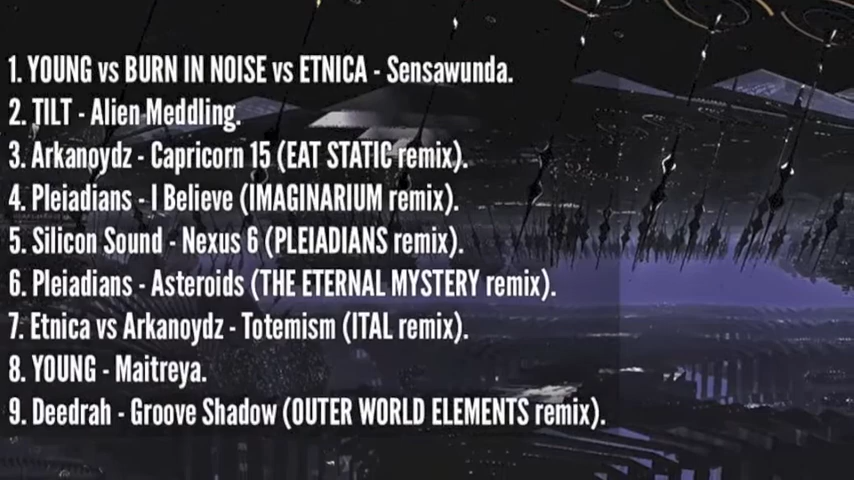 1. YOUNG vs BURN IN NOISE vs ETNICA - Sensawunda.
2. TILT - Alien Meddling.
3. Arkanoydz - Capricorn 15 (EAT STATIC remix).
4. Pleiadians - I Believe (IMAGINARIUM remix).
5. Silicon Sound - Nexus 6 (PLEIADIANS remix).
6. Pleiadians - Asteroids (THE ETERNAL MYSTERY remix).
7. Etnica vs Arkanoydz - Totemism (ITAL remix).
8. YOUNG - Maitreya.
9. Deedrah - Groove Shadow (OUTER WORLD ELEMENTS remix).